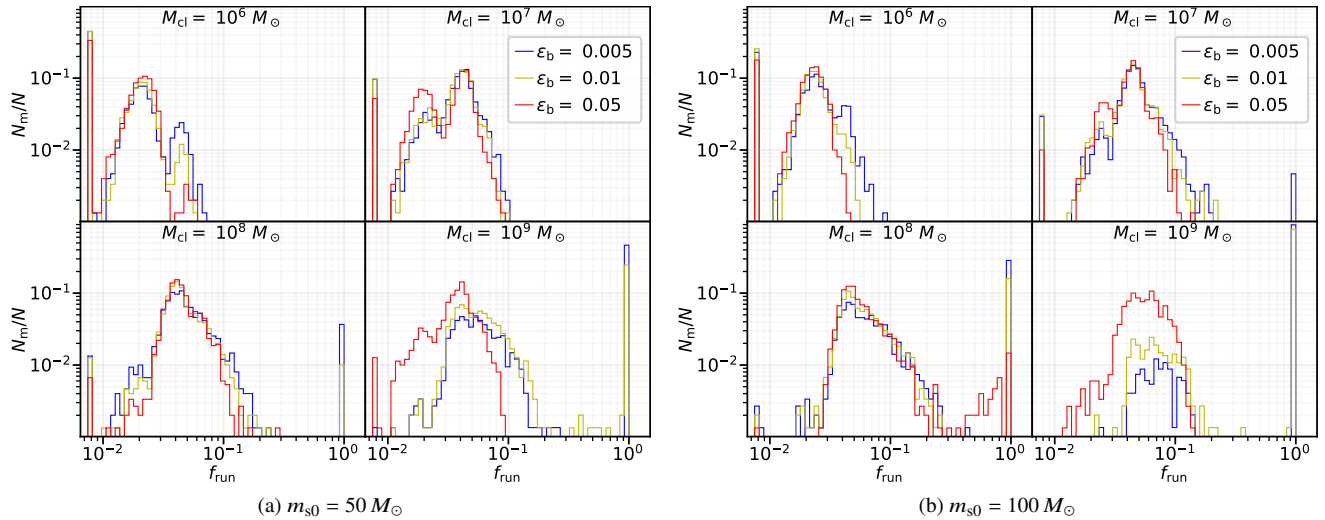 M_cl = 10^6 M_⊙
M_cl = 10^7 M_⊙
ε_b = 0.005
ε_b = 0.01
ε_b = 0.05
N_m/N
10^-1
10^-2
M_cl = 10^8 M_⊙
M_cl = 10^9 M_⊙
N_m/N
10^-1
10^-2
10^-2 10^-1 10^0 10^-2 10^-1 10^0
f_run f_run
(a) m_s0 = 50 M_⊙
M_cl = 10^6 M_⊙
M_cl = 10^7 M_⊙
ε_b = 0.005
ε_b = 0.01
ε_b = 0.05
N_m/N
10^-1
10^-2
M_cl = 10^8 M_⊙
M_cl = 10^9 M_⊙
N_m/N
10^-1
10^-2
10^-2 10^-1 10^0 10^-2 10^-1 10^0
f_run f_run
(b) m_s0 = 100 M_⊙